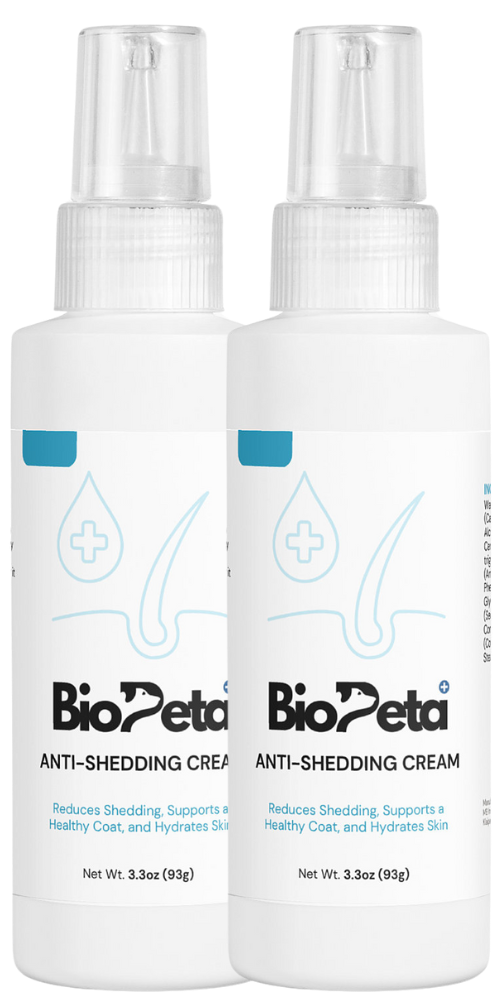 BioPeta
ANTI-SHEDDING CREA
Reduces Shedding, Supports a
Healthy Coat, and Hydrates Skin
Net Wt. 3.3oz (93g)
BioPeta
ANTI-SHEDDING CREAM
Reduces Shedding, Supports a
Healthy Coat, and Hydrates Skin
Net Wt. 3.3oz (93g)